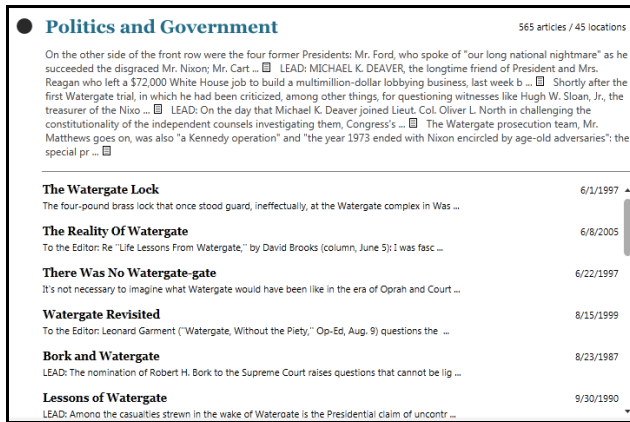 Politics and Government
565 articles / 45 locations
On the other side of the front row were the four former Presidents: Mr. Ford, who spoke of "our long national nightmare" as he
succeeded the disgraced Mr. Nixon; Mr. Cart ... LEAD: MICHAEL K. DEAVER, the longtime friend of President and Mrs.
Reagan who left a $72,000 White House job to build a multimillion-dollar lobbying business, last week b ... Shortly after the
first Watergate trial, in which he had been criticized, among other things, for questioning witnesses like Hugh W. Sloan, Jr., the
treasurer of the Nixo ... LEAD: On the day that Michael K. Deaver joined Lieut. Col. Oliver L. North in challenging the
constitutionality of the independent counsels investigating them, Congress's ... The Watergate prosecution team, Mr.
Matthews goes on, was also "a Kennedy operation" and "the year 1973 ended with Nixon encircled by age-old adversaries": the
special pr ...
The Watergate Lock 6/1/1997
The four-pound brass lock that once stood guard, ineffectually, at the Watergate complex in Was ...
The Reality Of Watergate 6/8/2005
To the Editor: Re "Life Lessons From Watergate," by David Brooks (column, June 5): I was fasc ...
There Was No Watergate-gate 6/22/1997
It's not necessary to imagine what Watergate would have been like in the era of Oprah and Court ...
Watergate Revisited 8/15/1999
To the Editor: Leonard Garment ("Watergate, Without the Piety," Op-Ed, Aug. 9) questions the ...
Bork and Watergate 8/23/1987
LEAD: The nomination of Robert H. Bork to the Supreme Court raises questions that cannot be lig ...
Lessons of Watergate 9/30/1990
LEAD: Among the casualties strewn in the wake of Watergate is the Presidential claim of uncontr ...